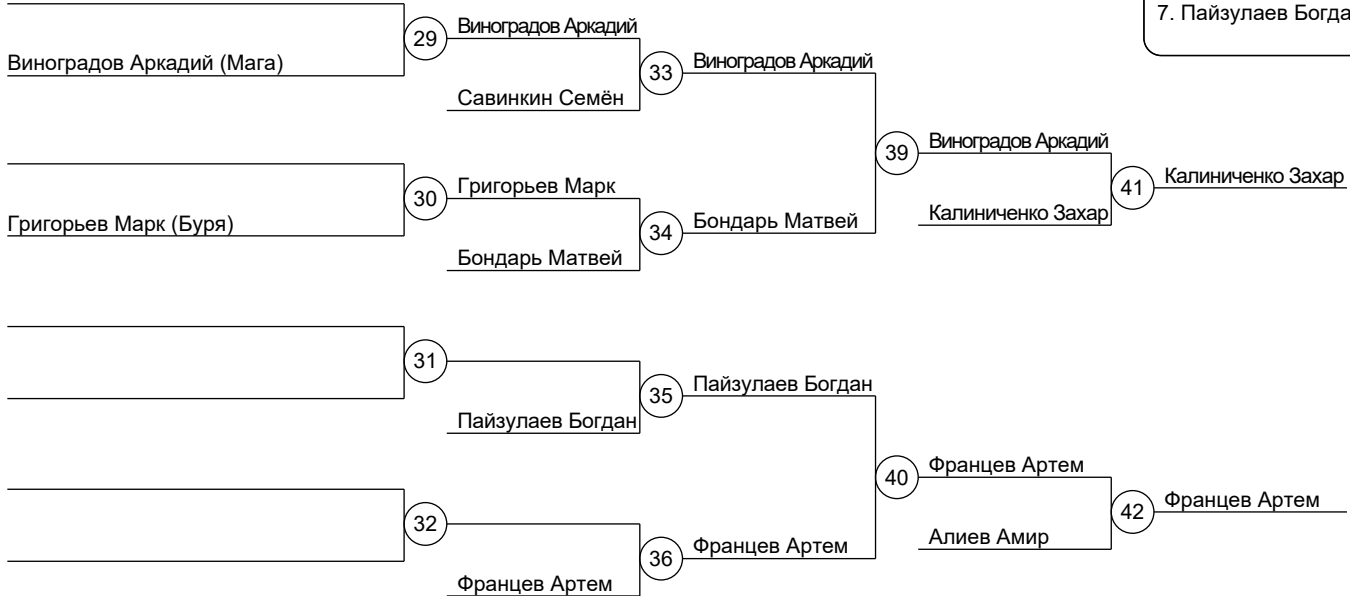 7. Пайзулаев Богда
29
Виноградов Аркадий
Виноградов Аркадий (Мага)
33
Виноградов Аркадий
Савинкин Семён
39
Виноградов Аркадий
41
Калиниченко Захар
30
Григорьев Марк
Калиниченко Захар
Григорьев Марк (Буря)
34
Бондарь Матвей
Бондарь Матвей
31
35
Пайзулаев Богдан
Пайзулаев Богдан
40
Францев Артем
42
Францев Артем
32
Алиев Амир
36
Францев Артем
Францев Артем